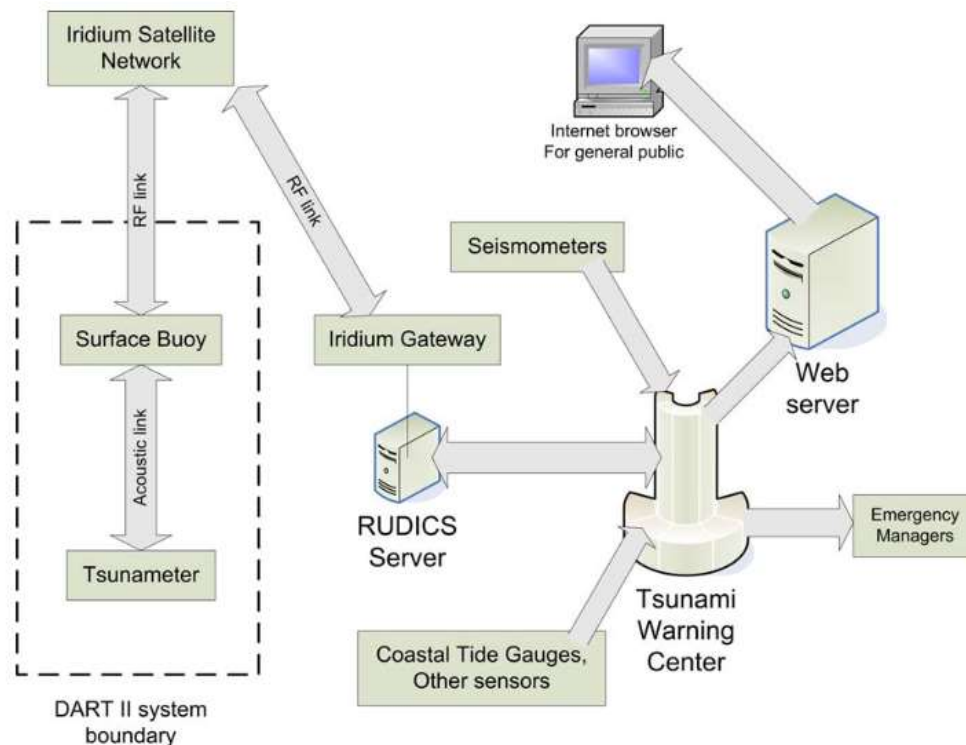 Iridium Satellite
Network
RF link
RF link
Surface Buoy
Acoustic link
Tsunameter
DART II system
boundary
Iridium Gateway
RUDICS
Server
Seismometers
Internet browser
For general public
Web
server
Emergency
Managers
Tsunami
Warning
Center
Coastal Tide Gauges,
Other sensors